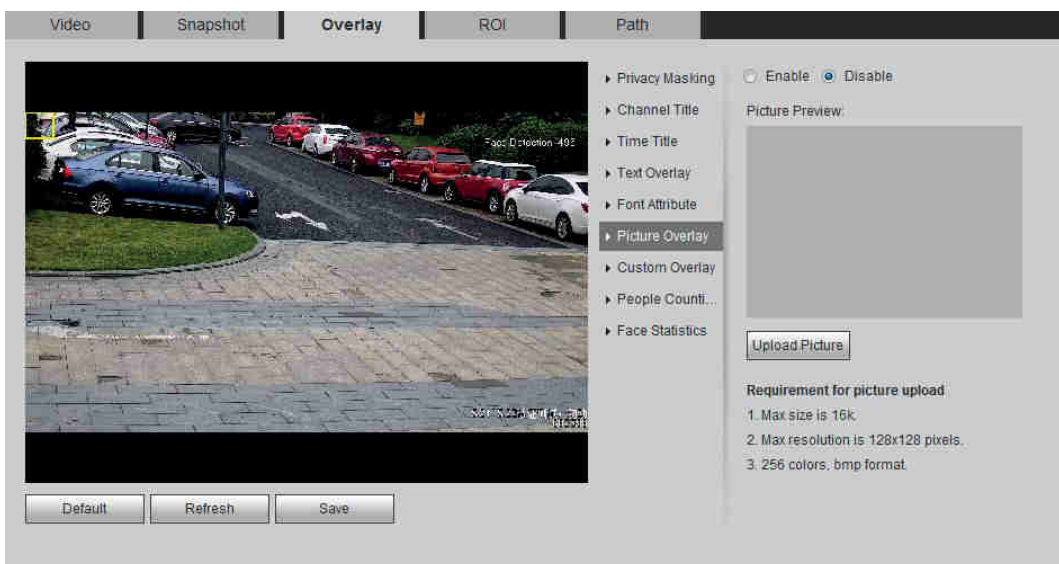 Video
Snapshot
Overlay
ROI
Path
Face Detection
Privacy Masking
Channel Title
Time Title
Text Overlay
Font Attribute
Picture Overlay
Custom Overlay
People Counti...
Face Statistics
Enable
Disable
Picture Preview:
Upload Picture
Requirement for picture upload
1. Max size is 16k.
2. Max resolution is 128x128 pixels.
3. 256 colors, bmp format.
Default
Refresh
Save